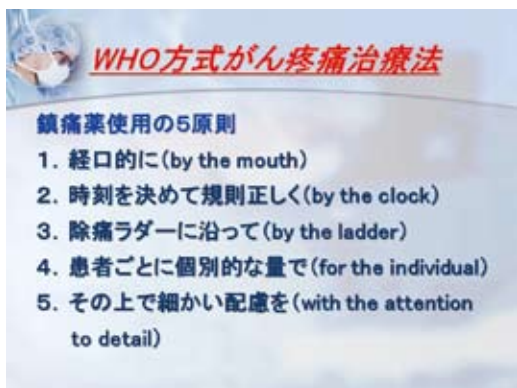 WHO方式がん疼痛治療法
鎮痛薬使用の5原則
1. 経口的に(by the mouth)
2. 時刻を決めて規則正しく(by the clock)
3. 除痛ラダーに沿って(by the ladder)
4. 患者ごとに個別的な量で(for the individual)
5. その上で細かい配慮を(with the attention
to detail)